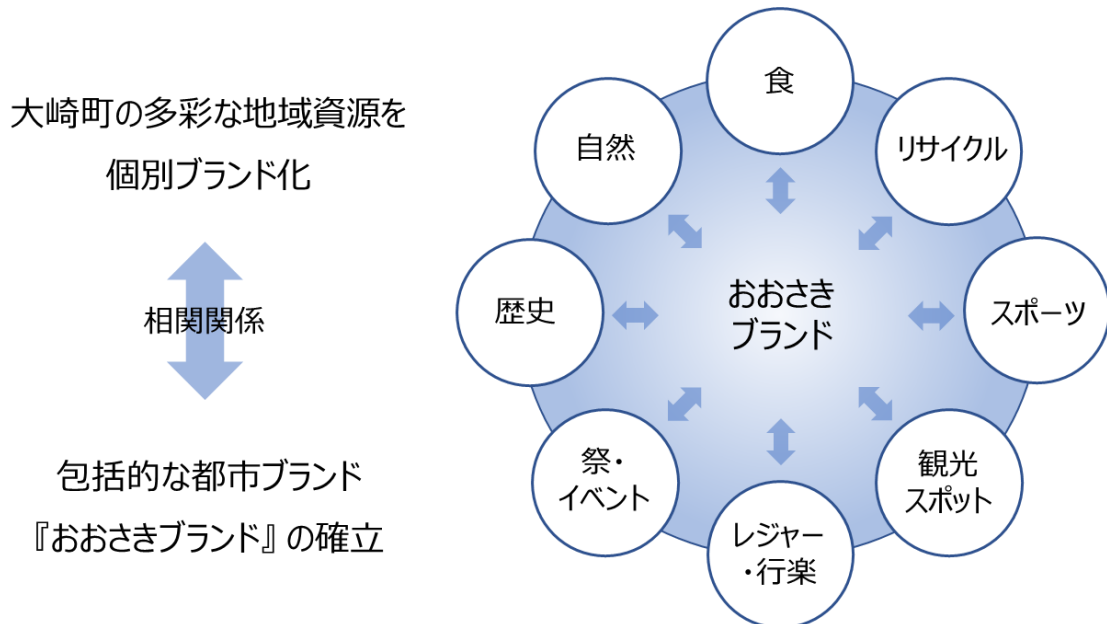 大崎町の多彩な地域資源を
個別ブランド化
相関関係
包括的な都市ブランド
『おおさきブランド』の確立
食
リサイクル
スポーツ
観光
スポット
レジャー
・行楽
祭・
イベント
歴史
自然
おおさき
ブランド